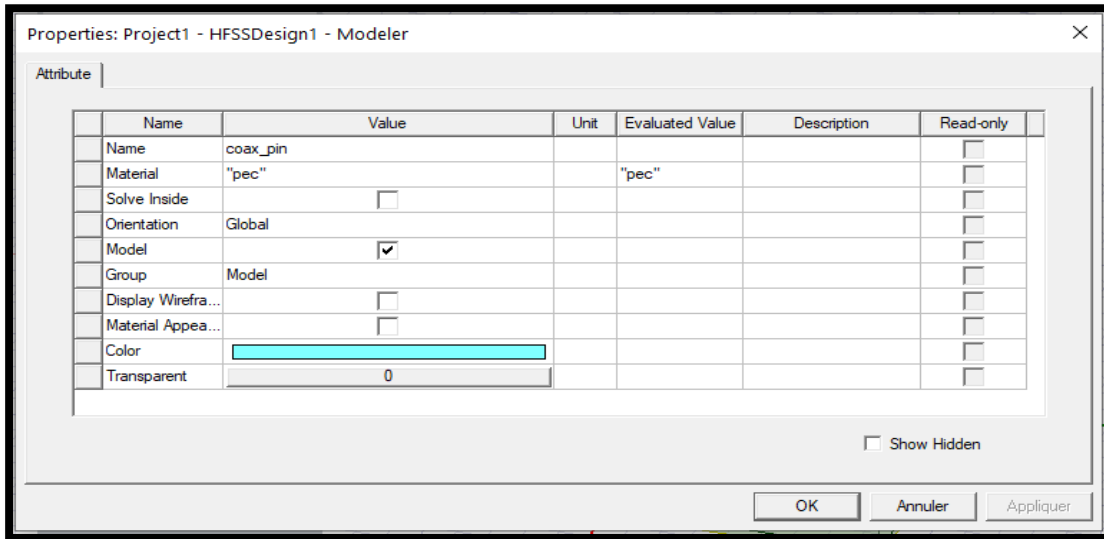 Properties: Project1 - HFSSDesign1 - Modeler
Attribute
Name Value Unit Evaluated Value Description Read-only
Name coax_pin
Material "pec" "pec"
Solve Inside
Orientation Global
Model
Group Model
Display Wirefra...
Material Appea...
Color
Transparent 0
Show Hidden
OK Annuler Appliquer